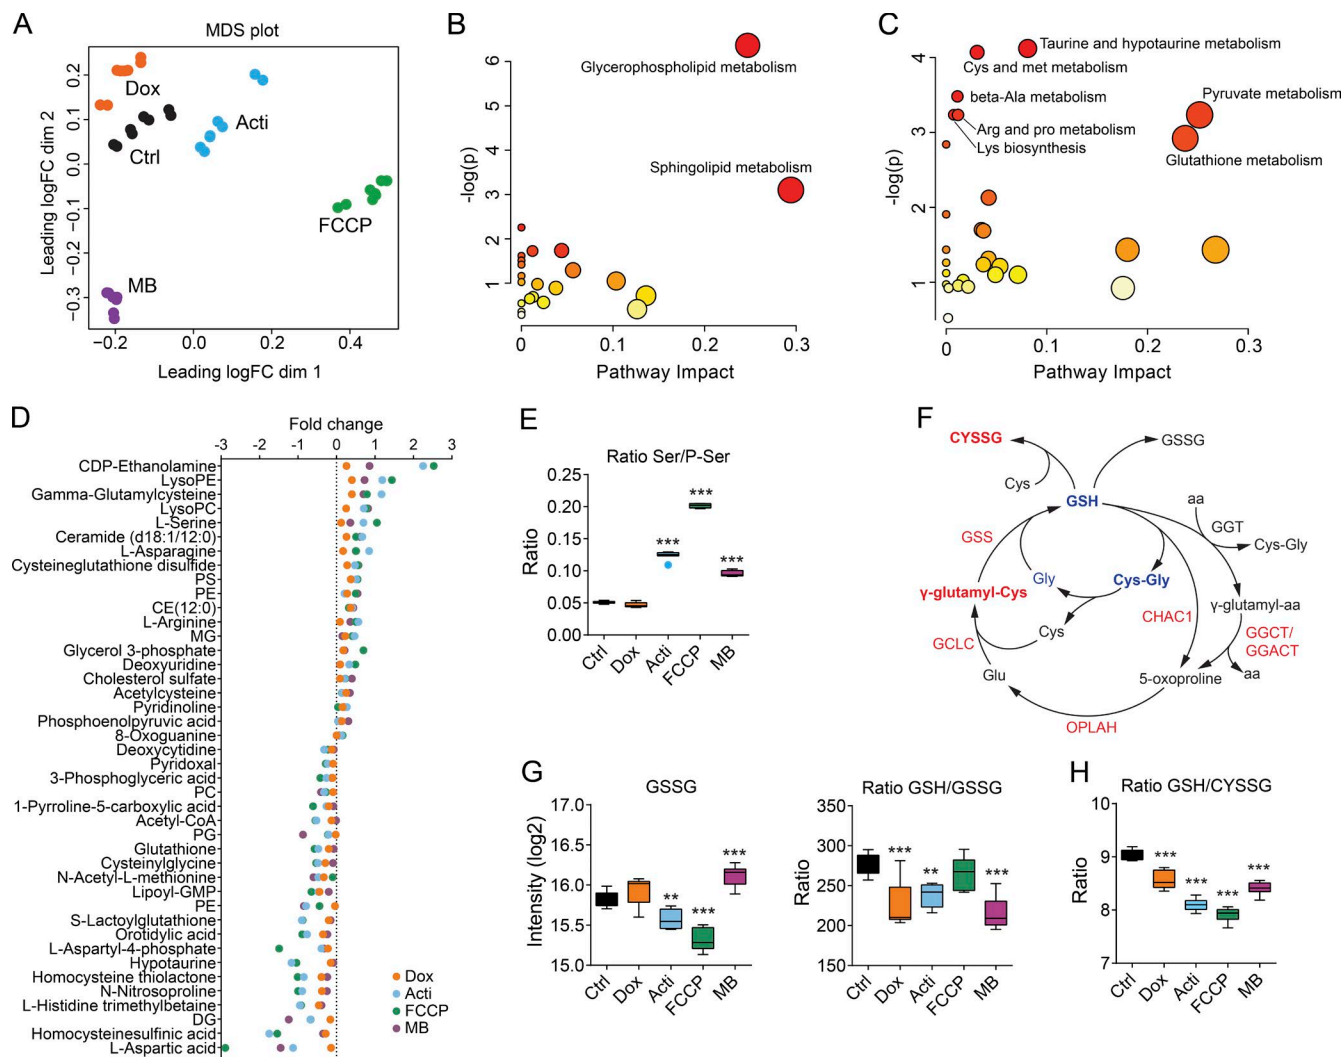 A
MDS plot
Leading logFC dim 2
0.2
0.1
0.0
−0.1
−0.2
−0.3
Dox
Ctrl
Acti
FCCP
MB
−0.2
0.0
0.2
0.4
Leading logFC dim 1
B
-log(p)
6
5
4
3
2
1
Glycerophospholipid metabolism
Sphingolipid metabolism
0
0.1
0.2
0.3
Pathway Impact
C
-log(p)
4
3
2
1
Taurine and hypotaurine metabolism
Cys and met metabolism
beta-Ala metabolism
Pyruvate metabolism
Arg and pro metabolism
Lys biosynthesis
Glutathione metabolism
0
0.1
0.2
0.3
Pathway Impact
D
Fold change
-3 -2 -1 0 1 2 3
CDP-Ethanolamine
LysoPE
Gamma-Glutamylcysteine
LysoPC
L-Serine
Ceramide (d18:1/12:0)
L-Asparagine
Cysteineglutathione disulfide
PS
PE
CE(12:0)
L-Arginine
MG
Glycerol 3-phosphate
Deoxyuridine
Cholesterol sulfate
Acetylcysteine
Pyridinoline
Phosphoenolpyruvic acid
8-Oxoguanine
Deoxycytidine
Pyridoxal
3-Phosphoglyceric acid
PC
1-Pyrroline-5-carboxylic acid
Acetyl-CoA
PG
Glutathione
Cysteinylglycine
N-Acetyl-L-methionine
Lipoyl-GMP
PE
S-Lactoylglutathione
Orotidylic acid
L-Aspartyl-4-phosphate
Hypotaurine
Homocysteine thiolactone
N-Nitrosoproline
L-Histidine trimethylbetaine
DG
Homocysteinesulfinic acid
L-Aspartic acid
Dox
Acti
FCCP
MB
E
Ratio Ser/P-Ser
Ratio
0.25
0.20
0.15
0.10
0.05
0.00
***
***
***
Ctrl
Dox
Acti
FCCP
MB
F
CYSSG
GSSG
Cys
GSH
aa
GSS
GGT
Cys-Gly
Gly
Cys-Gly
γ-glutamyl-Cys
γ-glutamyl-aa
Cys
CHAC1
GCLC
GGCT/
GGACT
Glu
5-oxoproline
aa
OPLAH
G
GSSG
Intensity (log2)
17.0
16.5
16.0
15.5
15.0
**
***
***
Ctrl
Dox
Acti
FCCP
MB
Ratio GSH/GSSG
Ratio
350
300
250
200
150
***
**
***
Ctrl
Dox
Acti
FCCP
MB
H
Ratio GSH/CYSSG
Ratio
10
9
8
7
***
***
***
***
Ctrl
Dox
Acti
FCCP
MB